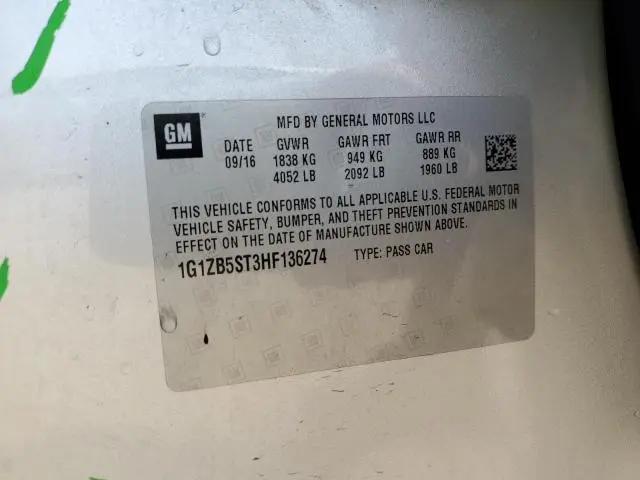 GM
MFD BY GENERAL MOTORS LLC
DATE GVWR GAWR FRT GAWR RR
09/16 1838 KG 949 KG 889 KG
4052 LB 2092 LB 1960 LB
THIS VEHICLE CONFORMS TO ALL APPLICABLE U.S. FEDERAL MOTOR
VEHICLE SAFETY, BUMPER, AND THEFT PREVENTION STANDARDS IN
EFFECT ON THE DATE OF MANUFACTURE SHOWN ABOVE.
1G1ZB5ST3HF136274 TYPE: PASS CAR